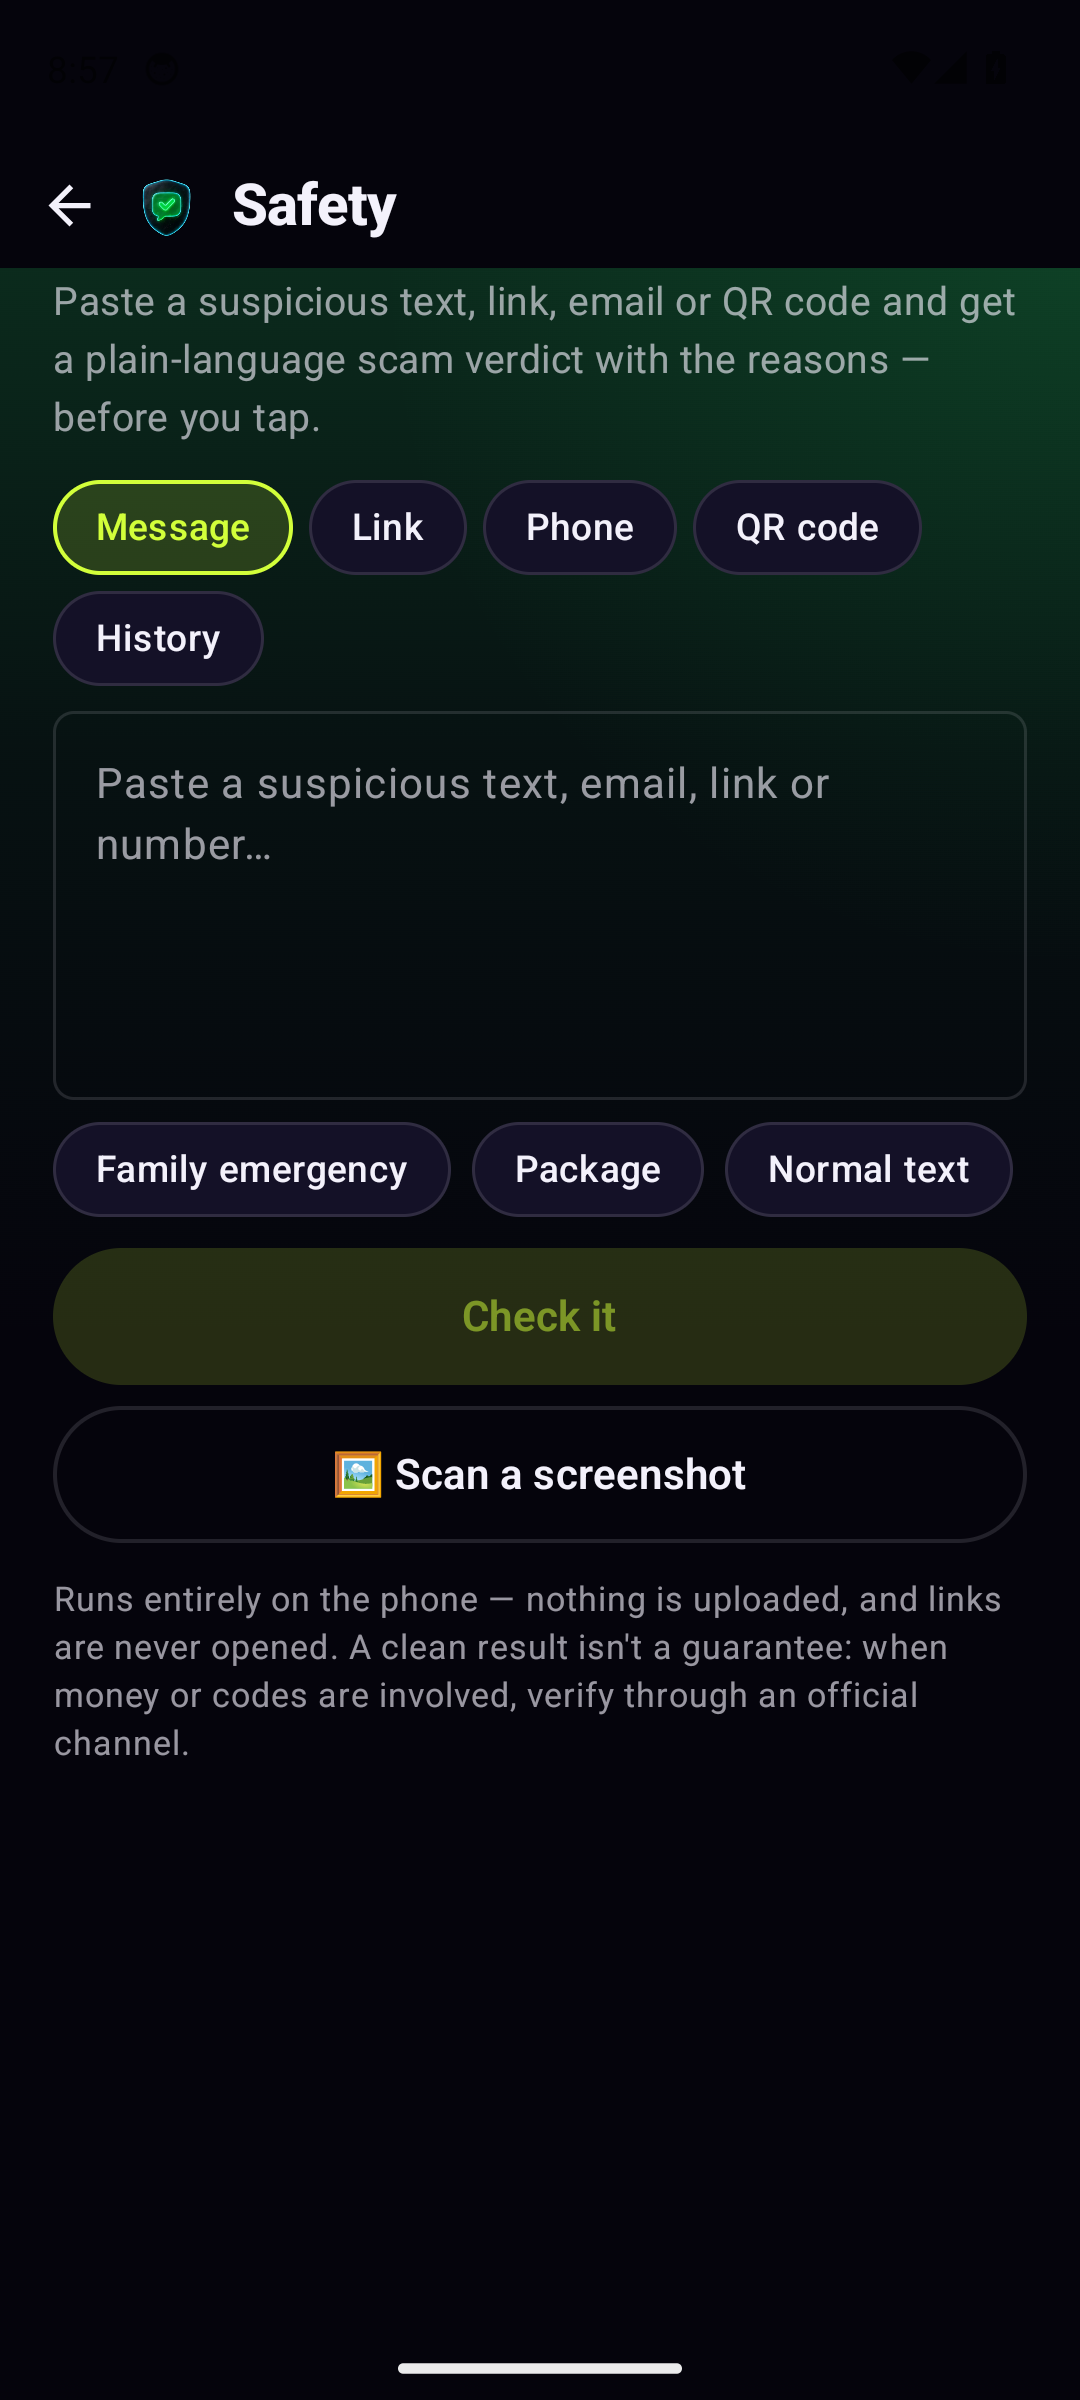 8:57
Safety
Paste a suspicious text, link, email or QR code and get
a plain-language scam verdict with the reasons —
before you tap.
Message
Link
Phone
QR code
History
Paste a suspicious text, email, link or
number…
Family emergency
Package
Normal text
Check it
Scan a screenshot
Runs entirely on the phone — nothing is uploaded, and links
are never opened. A clean result isn't a guarantee: when
money or codes are involved, verify through an official
channel.